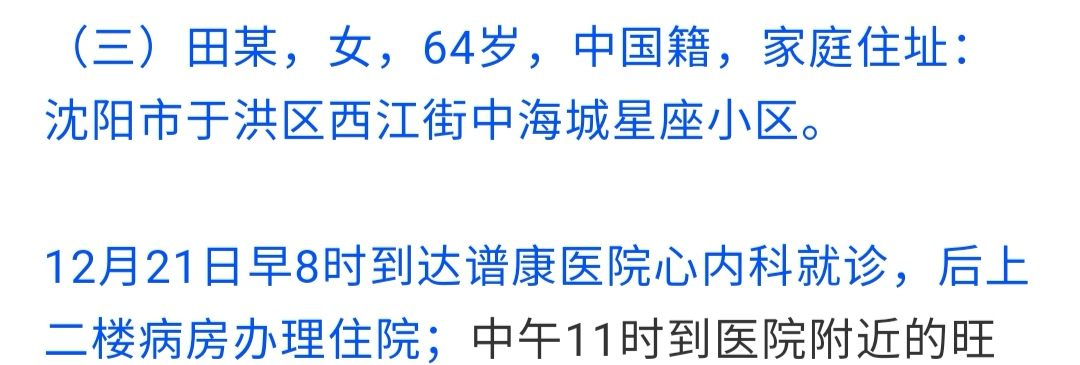 （三）田某，女，64岁，中国籍，家庭住址：
沈阳市于洪区西江街中海城星座小区。
12月21日早8时到达谱康医院心内科就诊，后上
二楼病房办理住院；中午11时到医院附近的旺